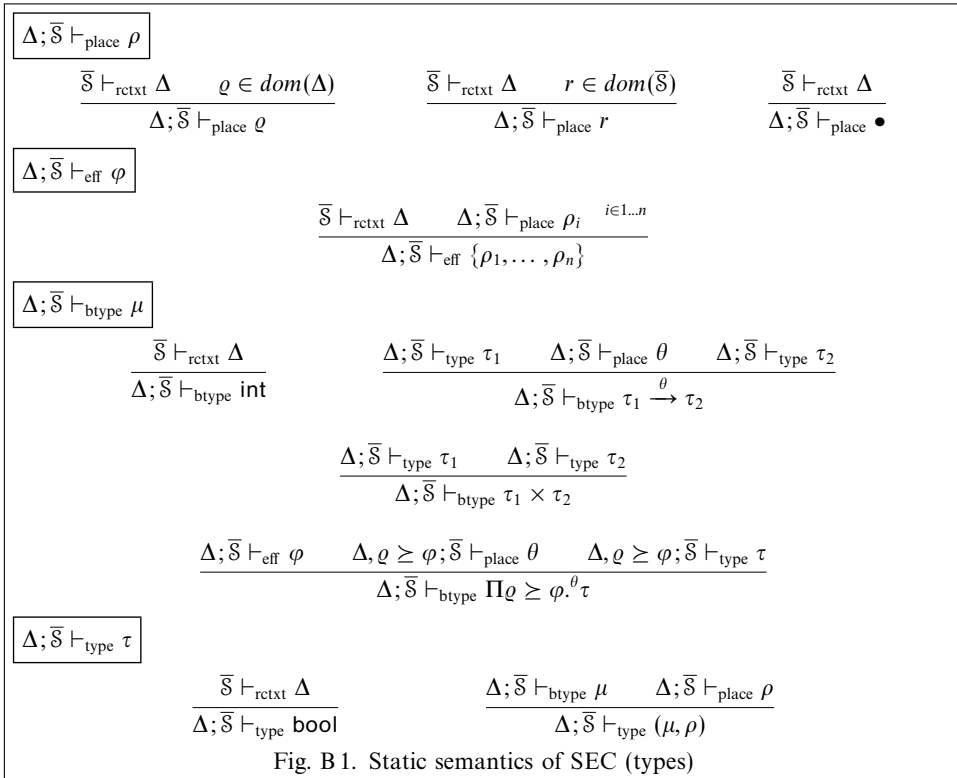 Δ; S̅ ⊢place ρ
S̅ ⊢rctxt Δ ϱ ∈ dom(Δ) S̅ ⊢rctxt Δ r ∈ dom(S̅) S̅ ⊢rctxt Δ
Δ; S̅ ⊢place ϱ Δ; S̅ ⊢place r Δ; S̅ ⊢place •
Δ; S̅ ⊢eff φ
S̅ ⊢rctxt Δ Δ; S̅ ⊢place ρi i∈1...n
Δ; S̅ ⊢eff {ρ1, . . . , ρn}
Δ; S̅ ⊢btype μ
S̅ ⊢rctxt Δ Δ; S̅ ⊢type τ1 Δ; S̅ ⊢place θ Δ; S̅ ⊢type τ2
Δ; S̅ ⊢btype int Δ; S̅ ⊢btype τ1 —θ→ τ2
Δ; S̅ ⊢type τ1 Δ; S̅ ⊢type τ2
Δ; S̅ ⊢btype τ1 × τ2
Δ; S̅ ⊢eff φ Δ, ϱ ⪰ φ; S̅ ⊢place θ Δ, ϱ ⪰ φ; S̅ ⊢type τ
Δ; S̅ ⊢btype Πϱ ⪰ φ.θτ
Δ; S̅ ⊢type τ
S̅ ⊢rctxt Δ Δ; S̅ ⊢btype μ Δ; S̅ ⊢place ρ
Δ; S̅ ⊢type bool Δ; S̅ ⊢type (μ, ρ)
Fig. B 1. Static semantics of SEC (types)